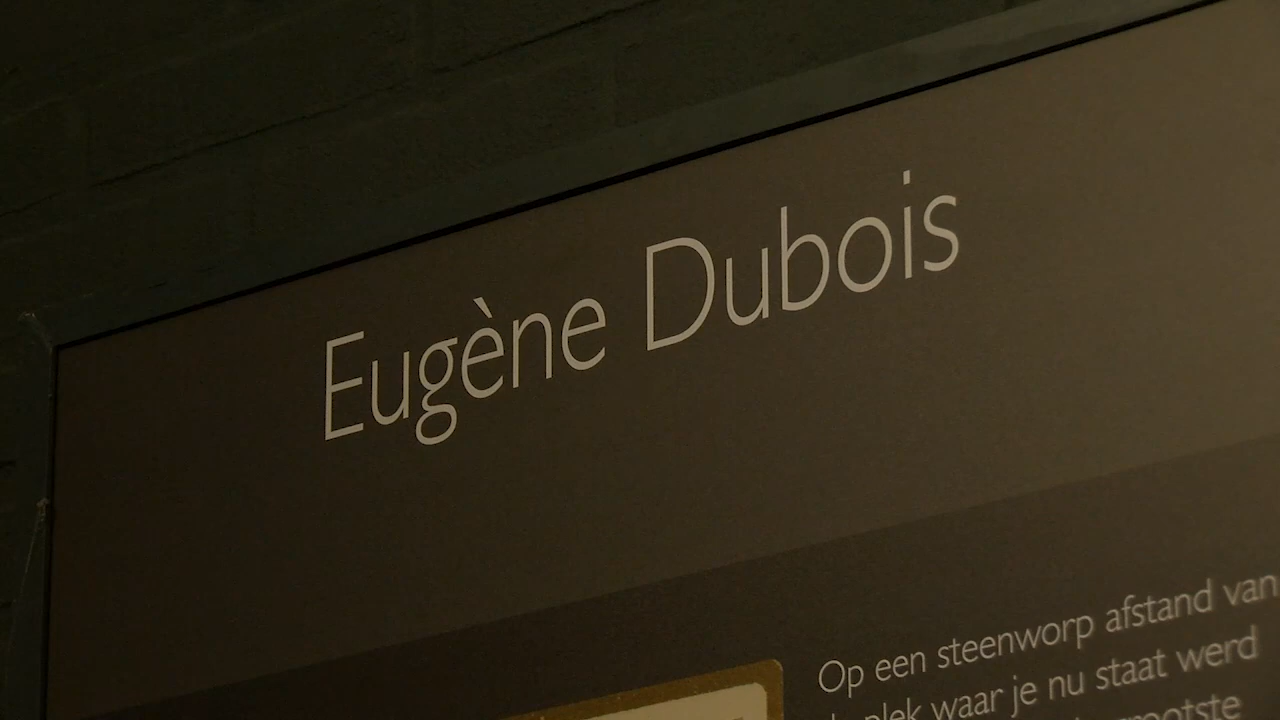 Eugène Dubois
Op een steenworp afstand van
plek waar je nu staat werd